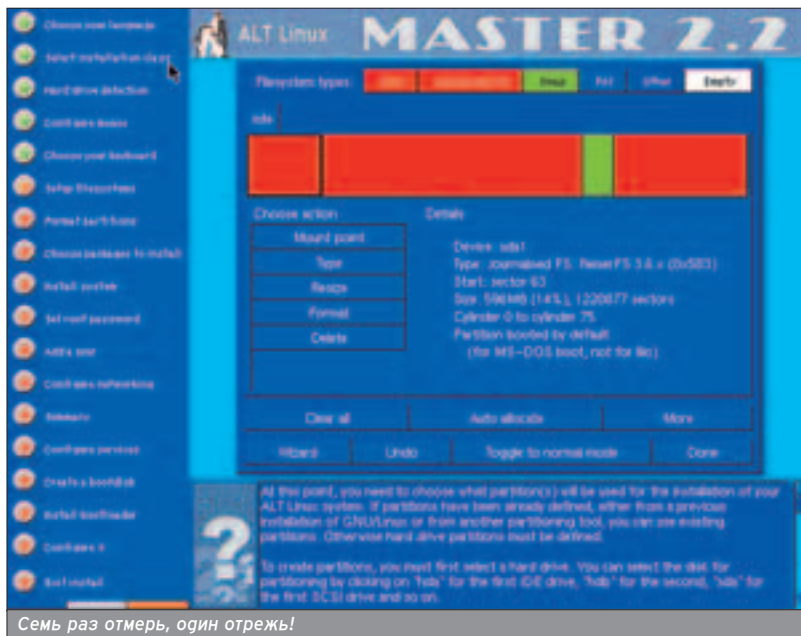 Choose your language
Select installation class
Hard drive detection
Configure mouse
Choose your keyboard
Setup filesystems
Format partitions
Choose packages to install
Install system
Set root password
Add a user
Configure networking
Summary
Configure services
Create a bootdisk
Install bootloader
Configure X
Exit install
ALT Linux MASTER 2.2
Filesystem types: Swap FAT Other Empty
sda
Choose action
Mount point
Type
Resize
Format
Delete
Details
Device: sda1
Type: Journalised FS: ReiserFS 3.6.x (0x583)
Start: sector 63
Size: 596MB (14%), 1220877 sectors
Cylinder 0 to cylinder 75
Partition booted by default
(for MS-DOS boot, not for lilo)
Clear all Auto allocate More
Wizard Undo Toggle to normal mode Done
At this point, you need to choose what partition(s) will be used for the installation of your
ALT Linux system. If partitions have been already defined, either from a previous
installation of GNU/Linux or from another partitioning tool, you can use existing
partitions. Otherwise hard drive partitions must be defined.
To create partitions, you must first select a hard drive. You can select the disk for
partitioning by clicking on "hda" for the first IDE drive, "hdb" for the second, "sda" for
the first SCSI drive and so on.
Семь раз отмерь, один отрежь!